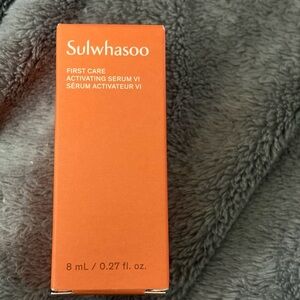 Sulwhasoo
FIRST CARE
ACTIVATING SERUM VI
SÉRUM ACTIVATEUR VI
8 mL / 0.27 fl. oz.